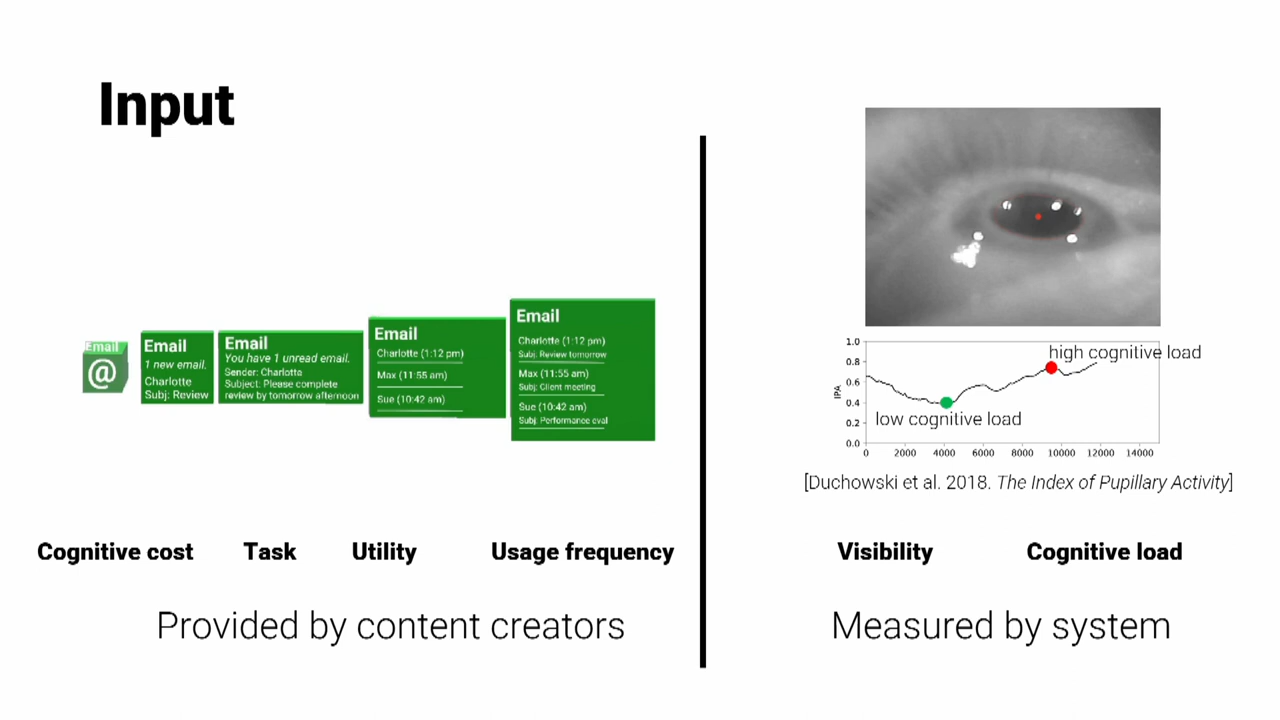 Input
Email
@
Email
1 new email.
Charlotte
Subj: Review
Email
You have 1 unread email.
Sender: Charlotta
Subject: Please complete
review by tomorrow afternoon
Email
Charlotte (1:12 pm)
Max (11:55 am)
Sue (10:42 am)
Email
Charlotte (1:12 pm)
Subj: Review tomorrow
Max (11:55 am)
Subj: Client meeting
Sue (10:42 am)
Subj: Performance eval
Cognitive cost
Task
Utility
Usage frequency
Provided by content creators
1.0
0.8
0.6
0.4
0.2
0.0
IPA
high cognitive load
low cognitive load
0 2000 4000 6000 8000 10000 12000 14000
[Duchowski et al. 2018. The Index of Pupillary Activity]
Visibility
Cognitive load
Measured by system